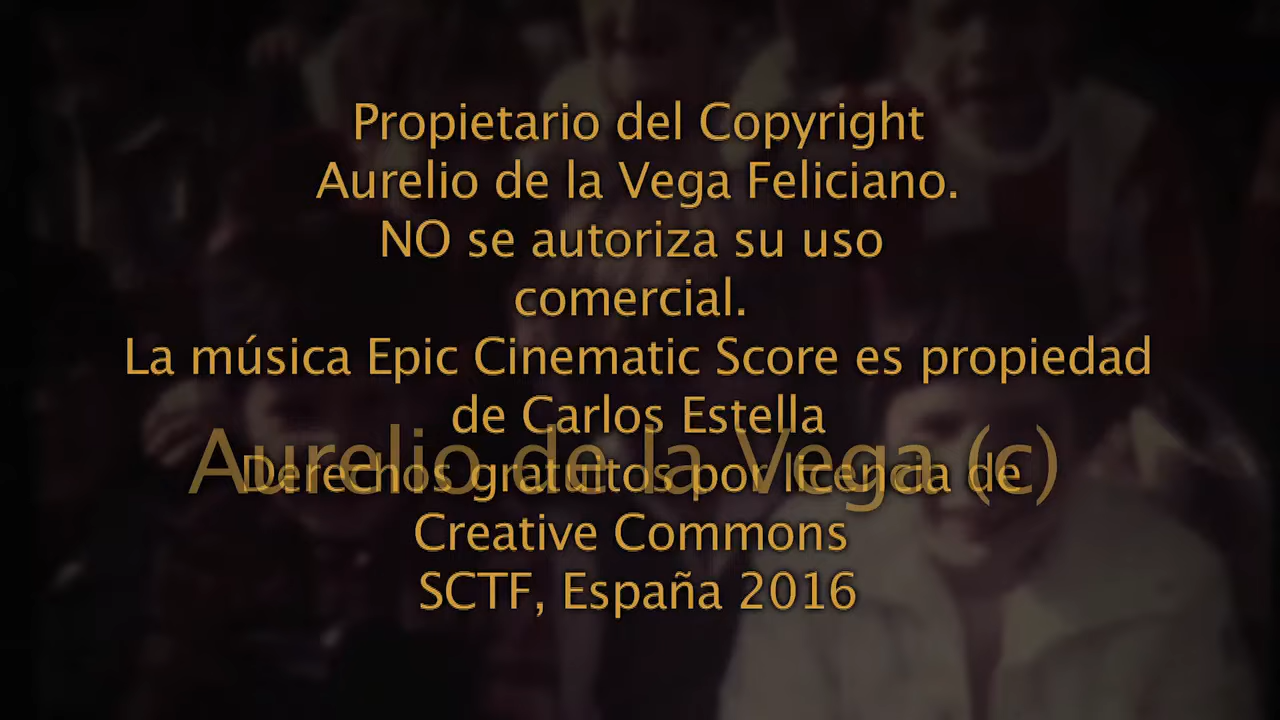 Propietario del Copyright
Aurelio de la Vega Feliciano.
NO se autoriza su uso
comercial.
La música Epic Cinematic Score es propiedad
de Carlos Estella
Aurelio de la Vega (c)
Derechos gratuitos por licencia de
Creative Commons
SCTF, España 2016